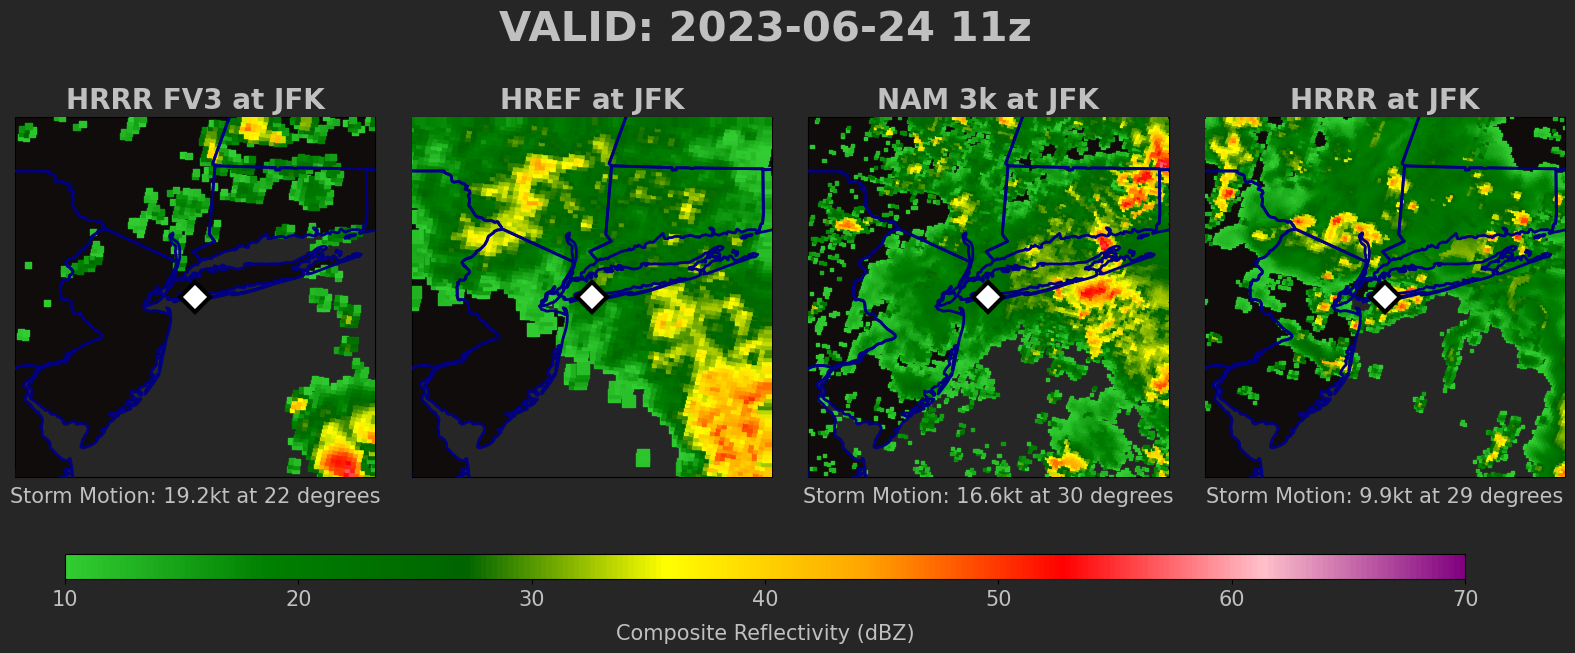 VALID: 2023-06-24 11z
HRRR FV3 at JFK
HREF at JFK
NAM 3k at JFK
HRRR at JFK
Storm Motion: 19.2kt at 22 degrees
Storm Motion: 16.6kt at 30 degrees
Storm Motion: 9.9kt at 29 degrees
10 20 30 40 50 60 70
Composite Reflectivity (dBZ)